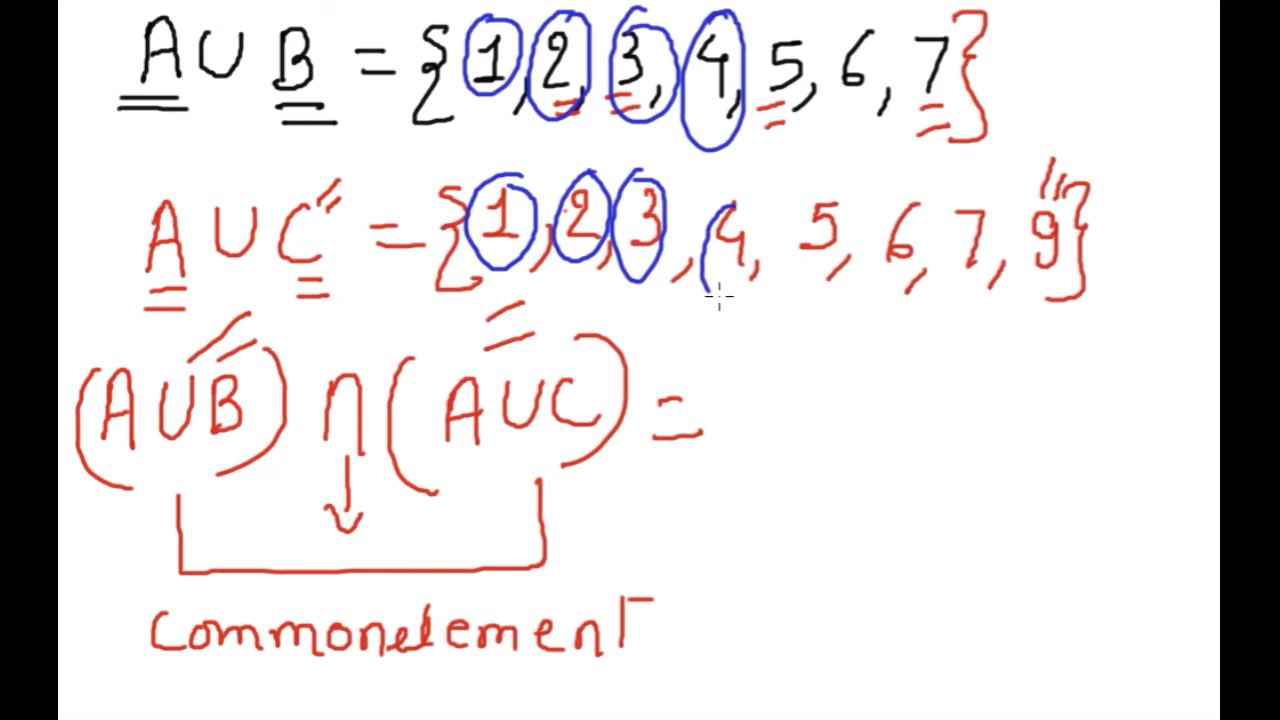 A ∪ B = {1, 2, 3, 4, 5, 6, 7}
A ∪ C = {1, 2, 3, 4, 5, 6, 7, 9}
(A∪B) ∩ (A∪C) =
commonelement